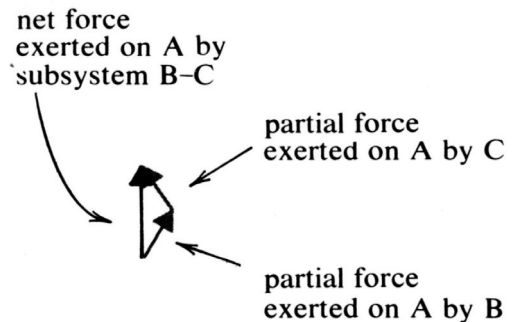 net force
exerted on A by
subsystem B–C
partial force
exerted on A by C
partial force
exerted on A by B